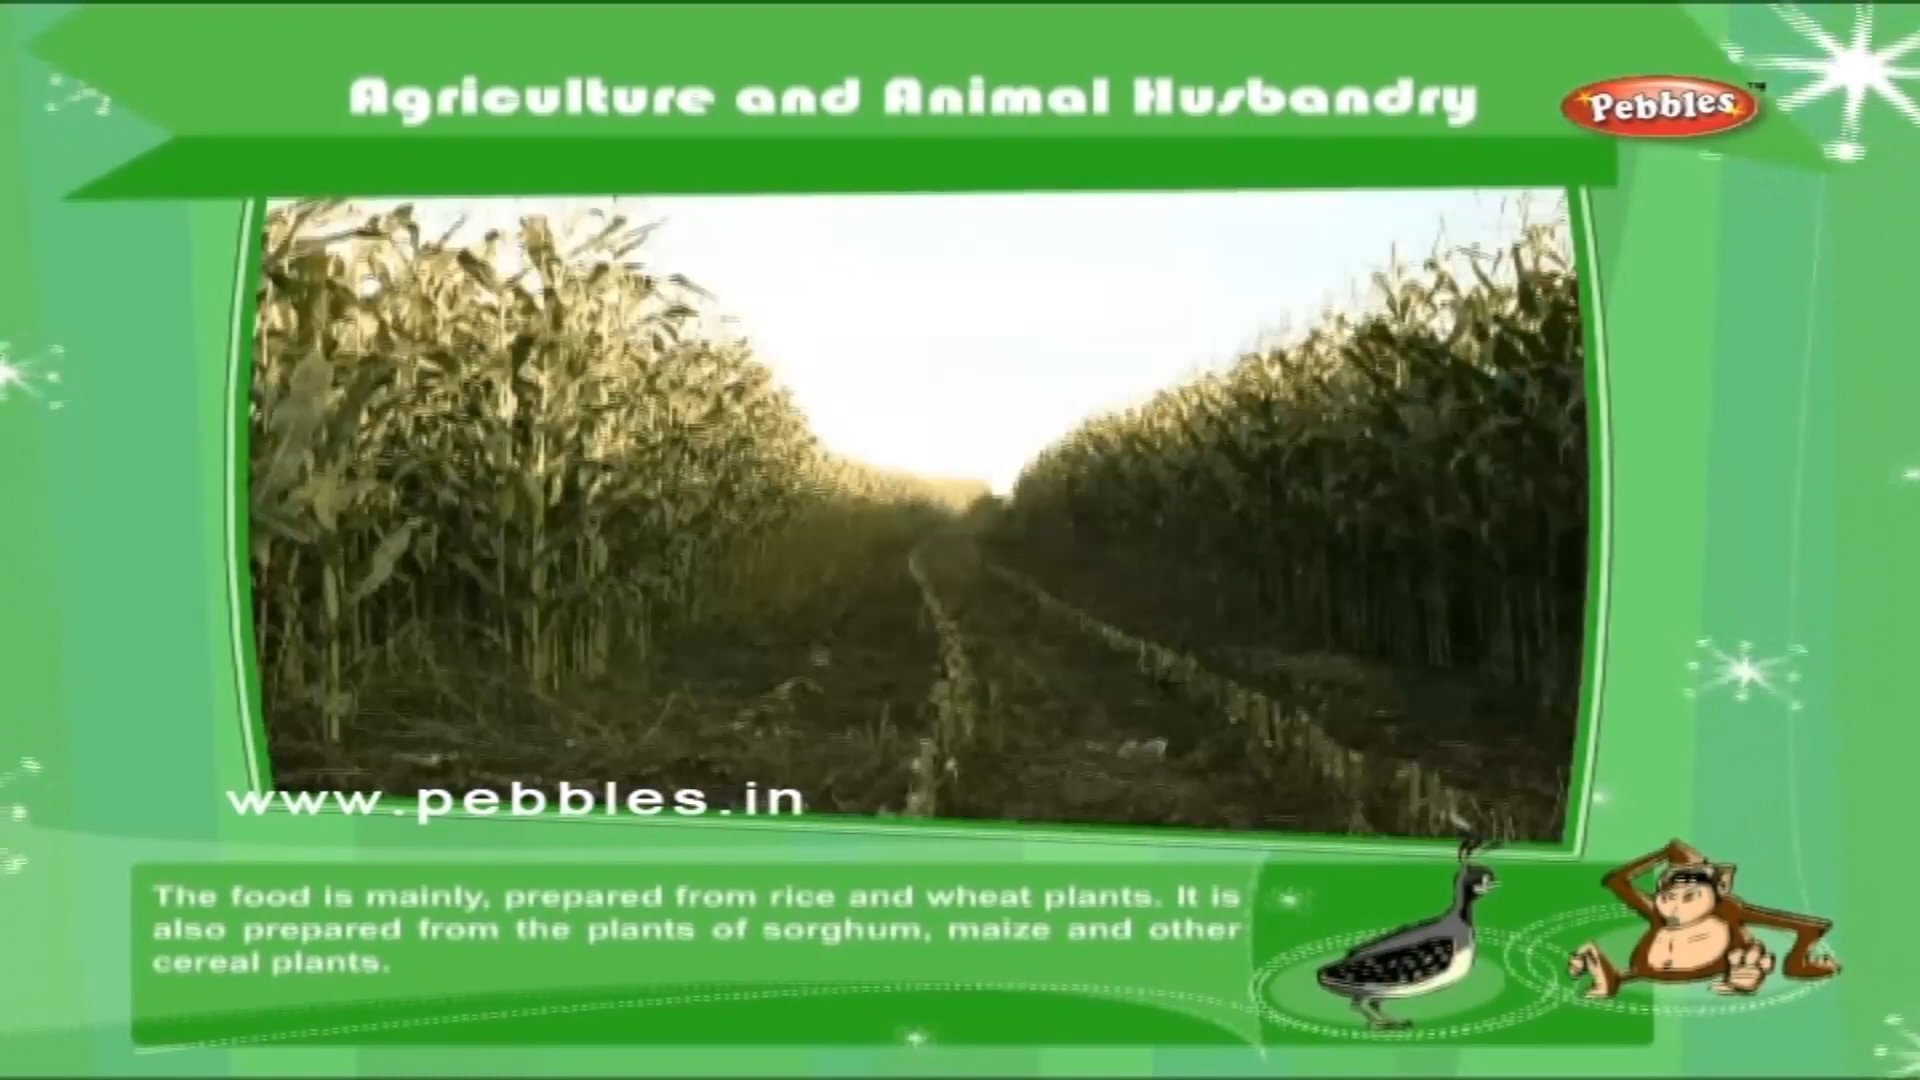 Agriculture and Animal Husbandry
Pebbles™
www.pebbles.in
The food is mainly, prepared from rice and wheat plants. It is
also prepared from the plants of sorghum, maize and other
cereal plants.